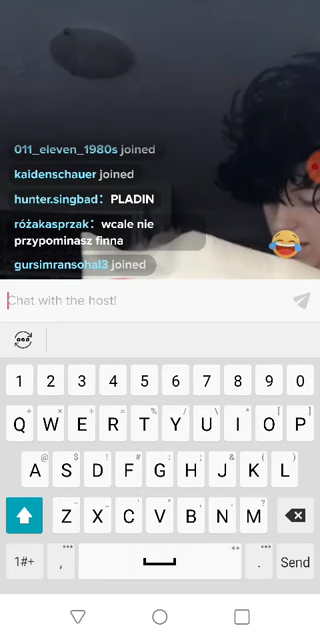 011_eleven_1980s joined
kaidenschauer joined
hunter.singbad: PLADIN
różakasprzak: wcale nie
przypominasz finna
gursimransohal3 joined
Chat with the host!
1 2 3 4 5 6 7 8 9 0
+ × ÷ = % / \ * [ ]
Q W E R T Y U I O P
@ $ ! # : ; & ( )
A S D F G H J K L
- _ < " ' , . ?
Z X C V B N M
1#+ , . Send